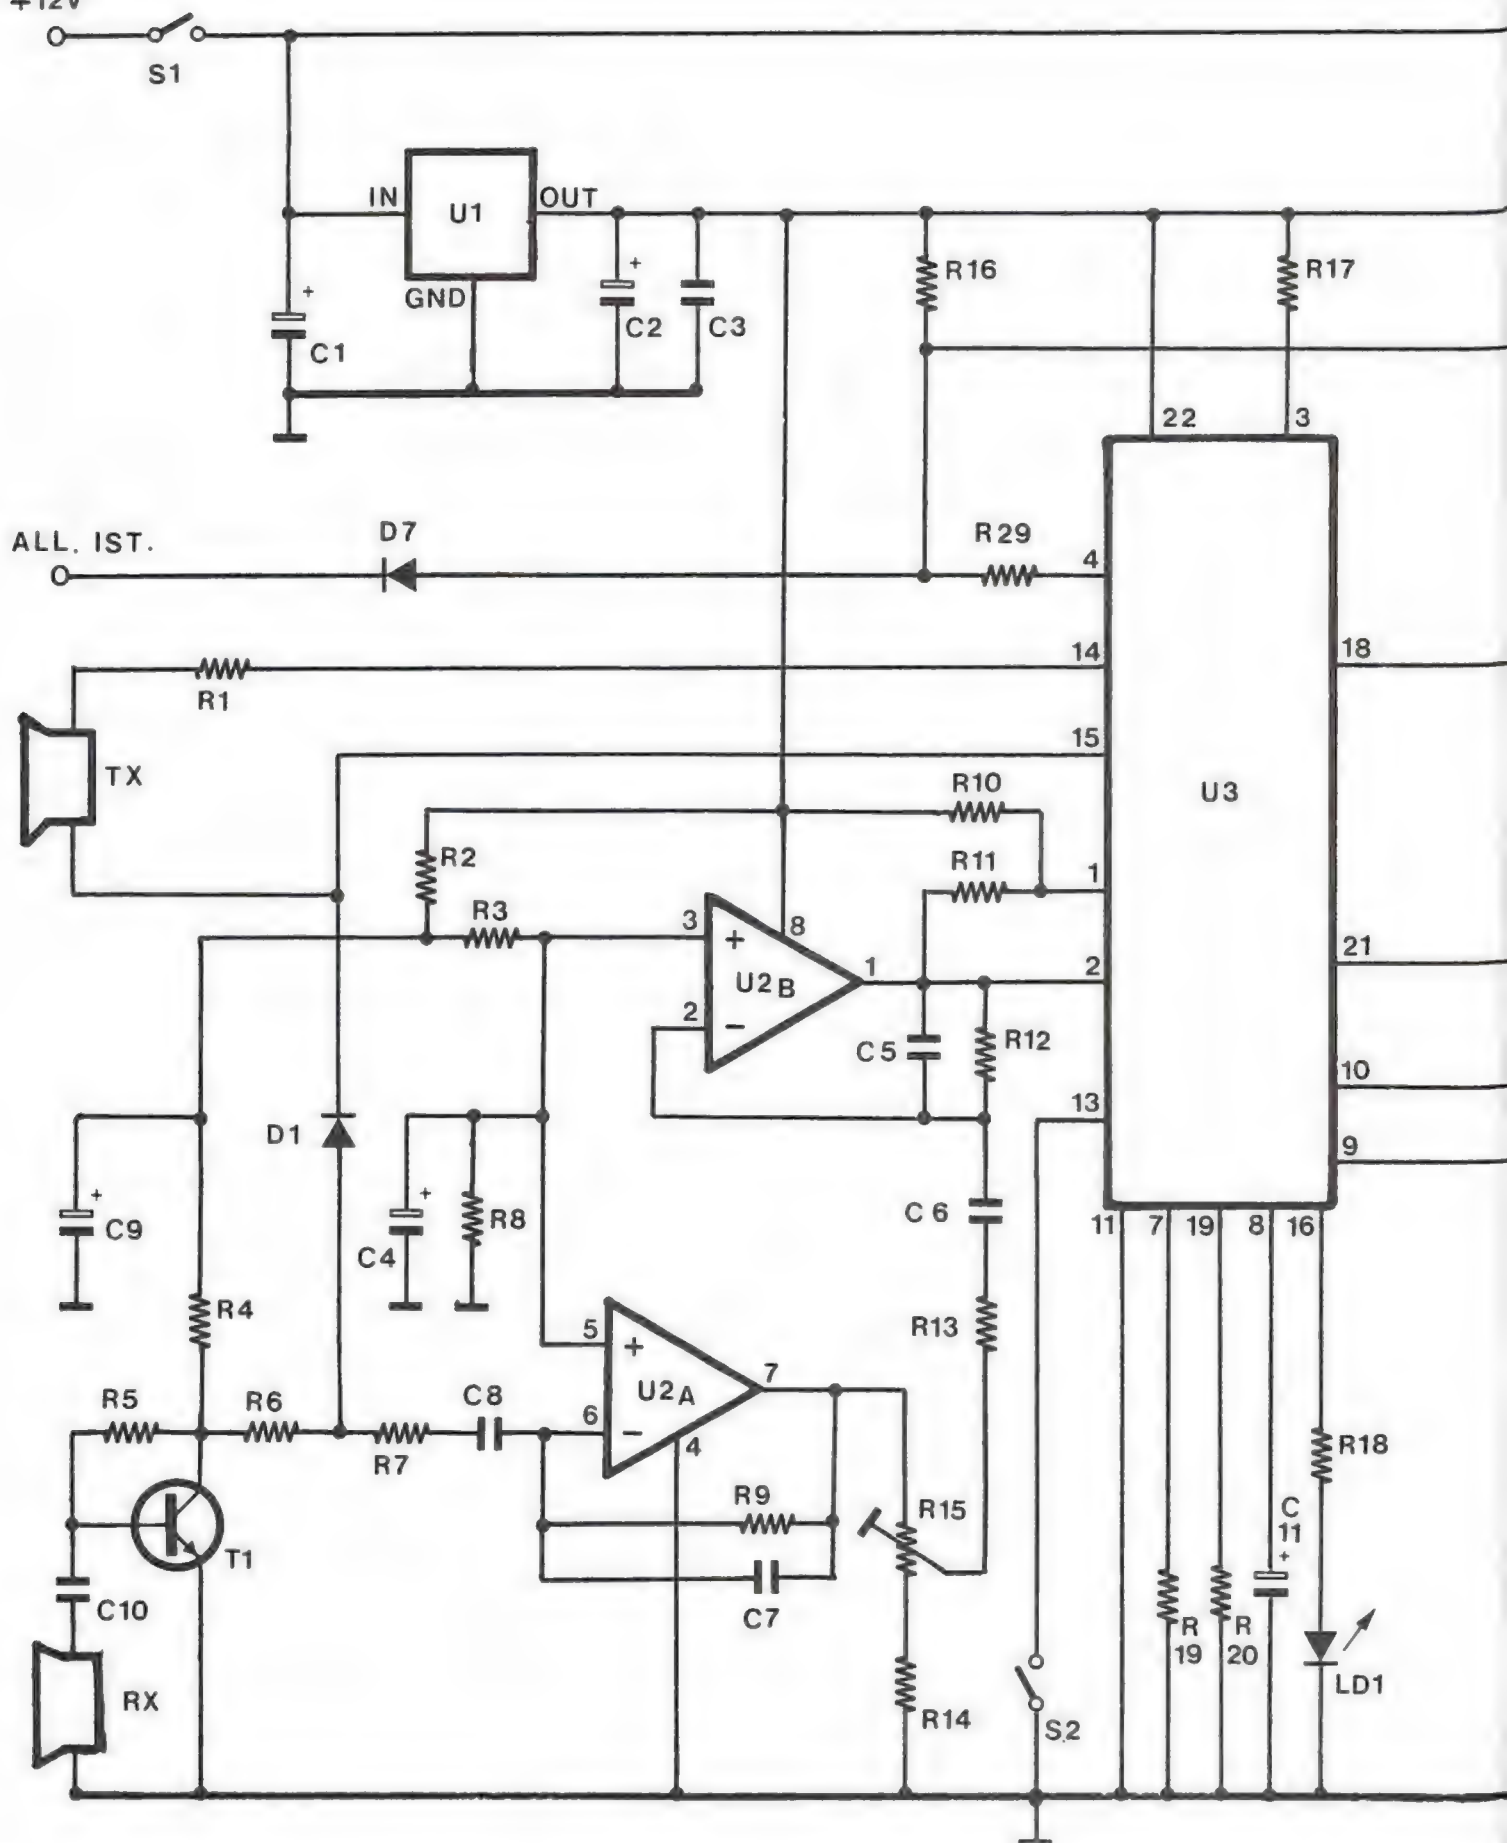 +12V
S1
IN
U1
OUT
GND
+
C1
+
C2
C3
R16
R17
22
3
ALL. IST.
D7
R29
4
R1
14
18
TX
15
U3
R10
R2
R11
1
R3
3
+
8
U2B
1
2
21
2
−
C5
R12
10
13
D1
9
+
C9
+
C4
R8
C6
11
7
19
8
16
R4
R13
5
+
U2A
7
R5
R6
C8
6
−
4
R7
R18
R9
R15
C
11
+
T1
C7
C10
R
19
R
20
LD1
RX
R14
S2